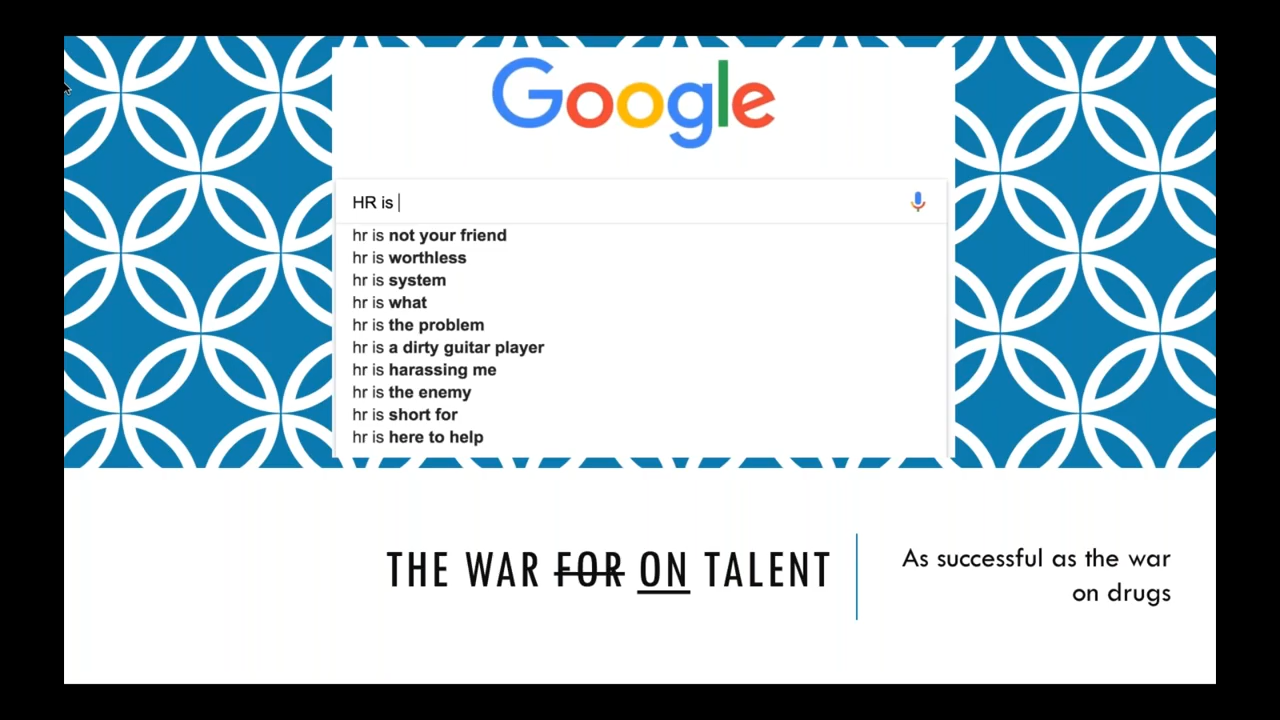 Google
HR is
hr is not your friend
hr is worthless
hr is system
hr is what
hr is the problem
hr is a dirty guitar player
hr is harassing me
hr is the enemy
hr is short for
hr is here to help
THE WAR FOR ON TALENT
As successful as the war
on drugs